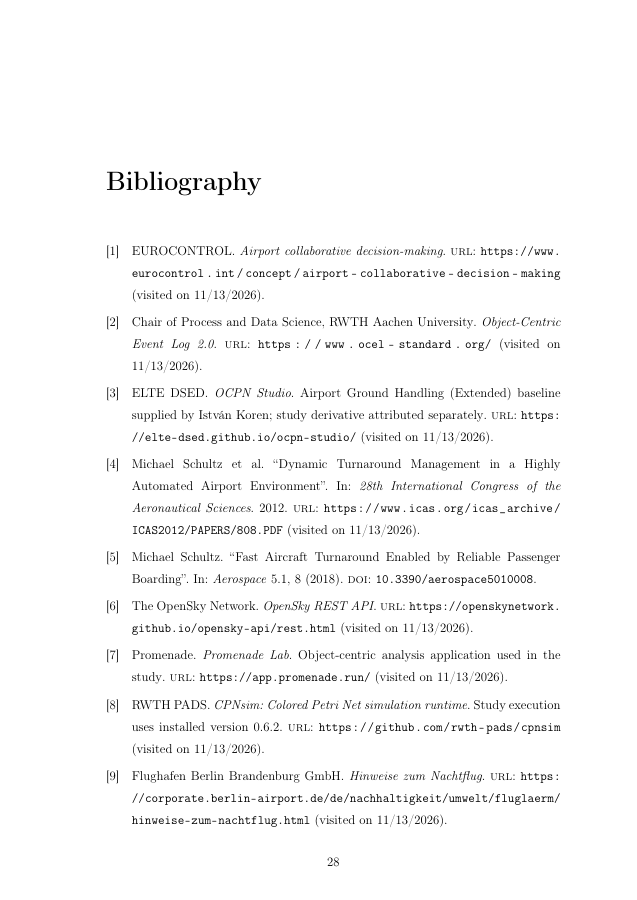 Bibliography
[1] EUROCONTROL. Airport collaborative decision-making. URL: https://www.
eurocontrol.int/concept/airport-collaborative-decision-making
(visited on 11/13/2026).
[2] Chair of Process and Data Science, RWTH Aachen University. Object-Centric
Event Log 2.0. URL: https://www.ocel-standard.org/ (visited on
11/13/2026).
[3] ELTE DSED. OCPN Studio. Airport Ground Handling (Extended) baseline
supplied by István Koren; study derivative attributed separately. URL: https:
//elte-dsed.github.io/ocpn-studio/ (visited on 11/13/2026).
[4] Michael Schultz et al. “Dynamic Turnaround Management in a Highly
Automated Airport Environment”. In: 28th International Congress of the
Aeronautical Sciences. 2012. URL: https://www.icas.org/icas_archive/
ICAS2012/PAPERS/808.PDF (visited on 11/13/2026).
[5] Michael Schultz. “Fast Aircraft Turnaround Enabled by Reliable Passenger
Boarding”. In: Aerospace 5.1, 8 (2018). DOI: 10.3390/aerospace5010008.
[6] The OpenSky Network. OpenSky REST API. URL: https://openskynetwork.
github.io/opensky-api/rest.html (visited on 11/13/2026).
[7] Promenade. Promenade Lab. Object-centric analysis application used in the
study. URL: https://app.promenade.run/ (visited on 11/13/2026).
[8] RWTH PADS. CPNsim: Colored Petri Net simulation runtime. Study execution
uses installed version 0.6.2. URL: https://github.com/rwth-pads/cpnsim
(visited on 11/13/2026).
[9] Flughafen Berlin Brandenburg GmbH. Hinweise zum Nachtflug. URL: https:
//corporate.berlin-airport.de/de/nachhaltigkeit/umwelt/fluglaerm/
hinweise-zum-nachtflug.html (visited on 11/13/2026).
28